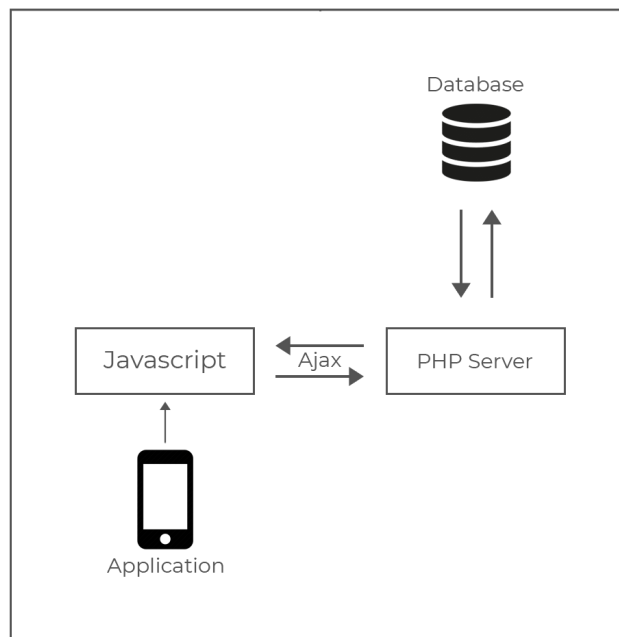 Database
Javascript
Ajax
PHP Server
Application